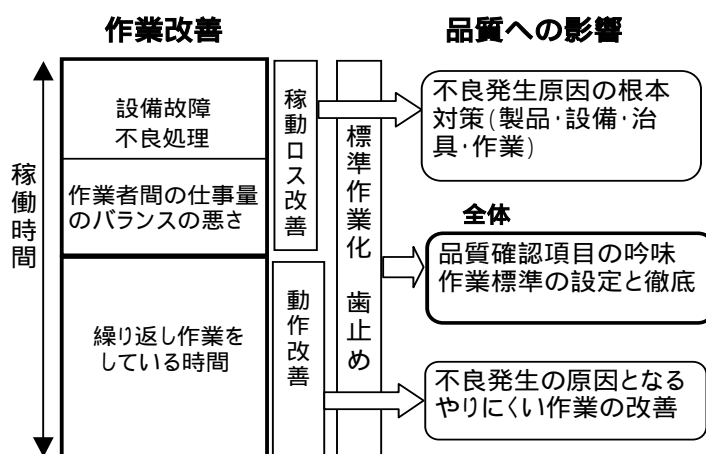 作業改善
品質への影響
稼働時間
設備故障
不良処理
作業者間の仕事量
のバランスの悪さ
繰り返し作業を
している時間
稼動ロス改善
動作改善
標準作業化 歯止め
不良発生原因の根本
対策(製品・設備・治
具・作業)
全体
品質確認項目の吟味
作業標準の設定と徹底
不良発生の原因となる
やりにくい作業の改善